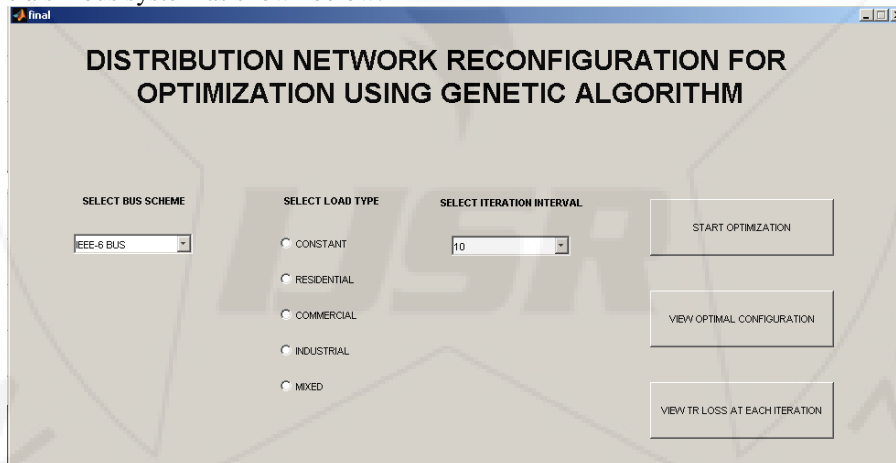 final
DISTRIBUTION NETWORK RECONFIGURATION FOR
OPTIMIZATION USING GENETIC ALGORITHM
SELECT BUS SCHEME
SELECT LOAD TYPE
SELECT ITERATION INTERVAL
IEEE-6 BUS
CONSTANT
RESIDENTIAL
COMMERCIAL
INDUSTRIAL
MIXED
10
START OPTIMIZATION
VIEW OPTIMAL CONFIGURATION
VIEW TR LOSS AT EACH ITERATION
IJSR